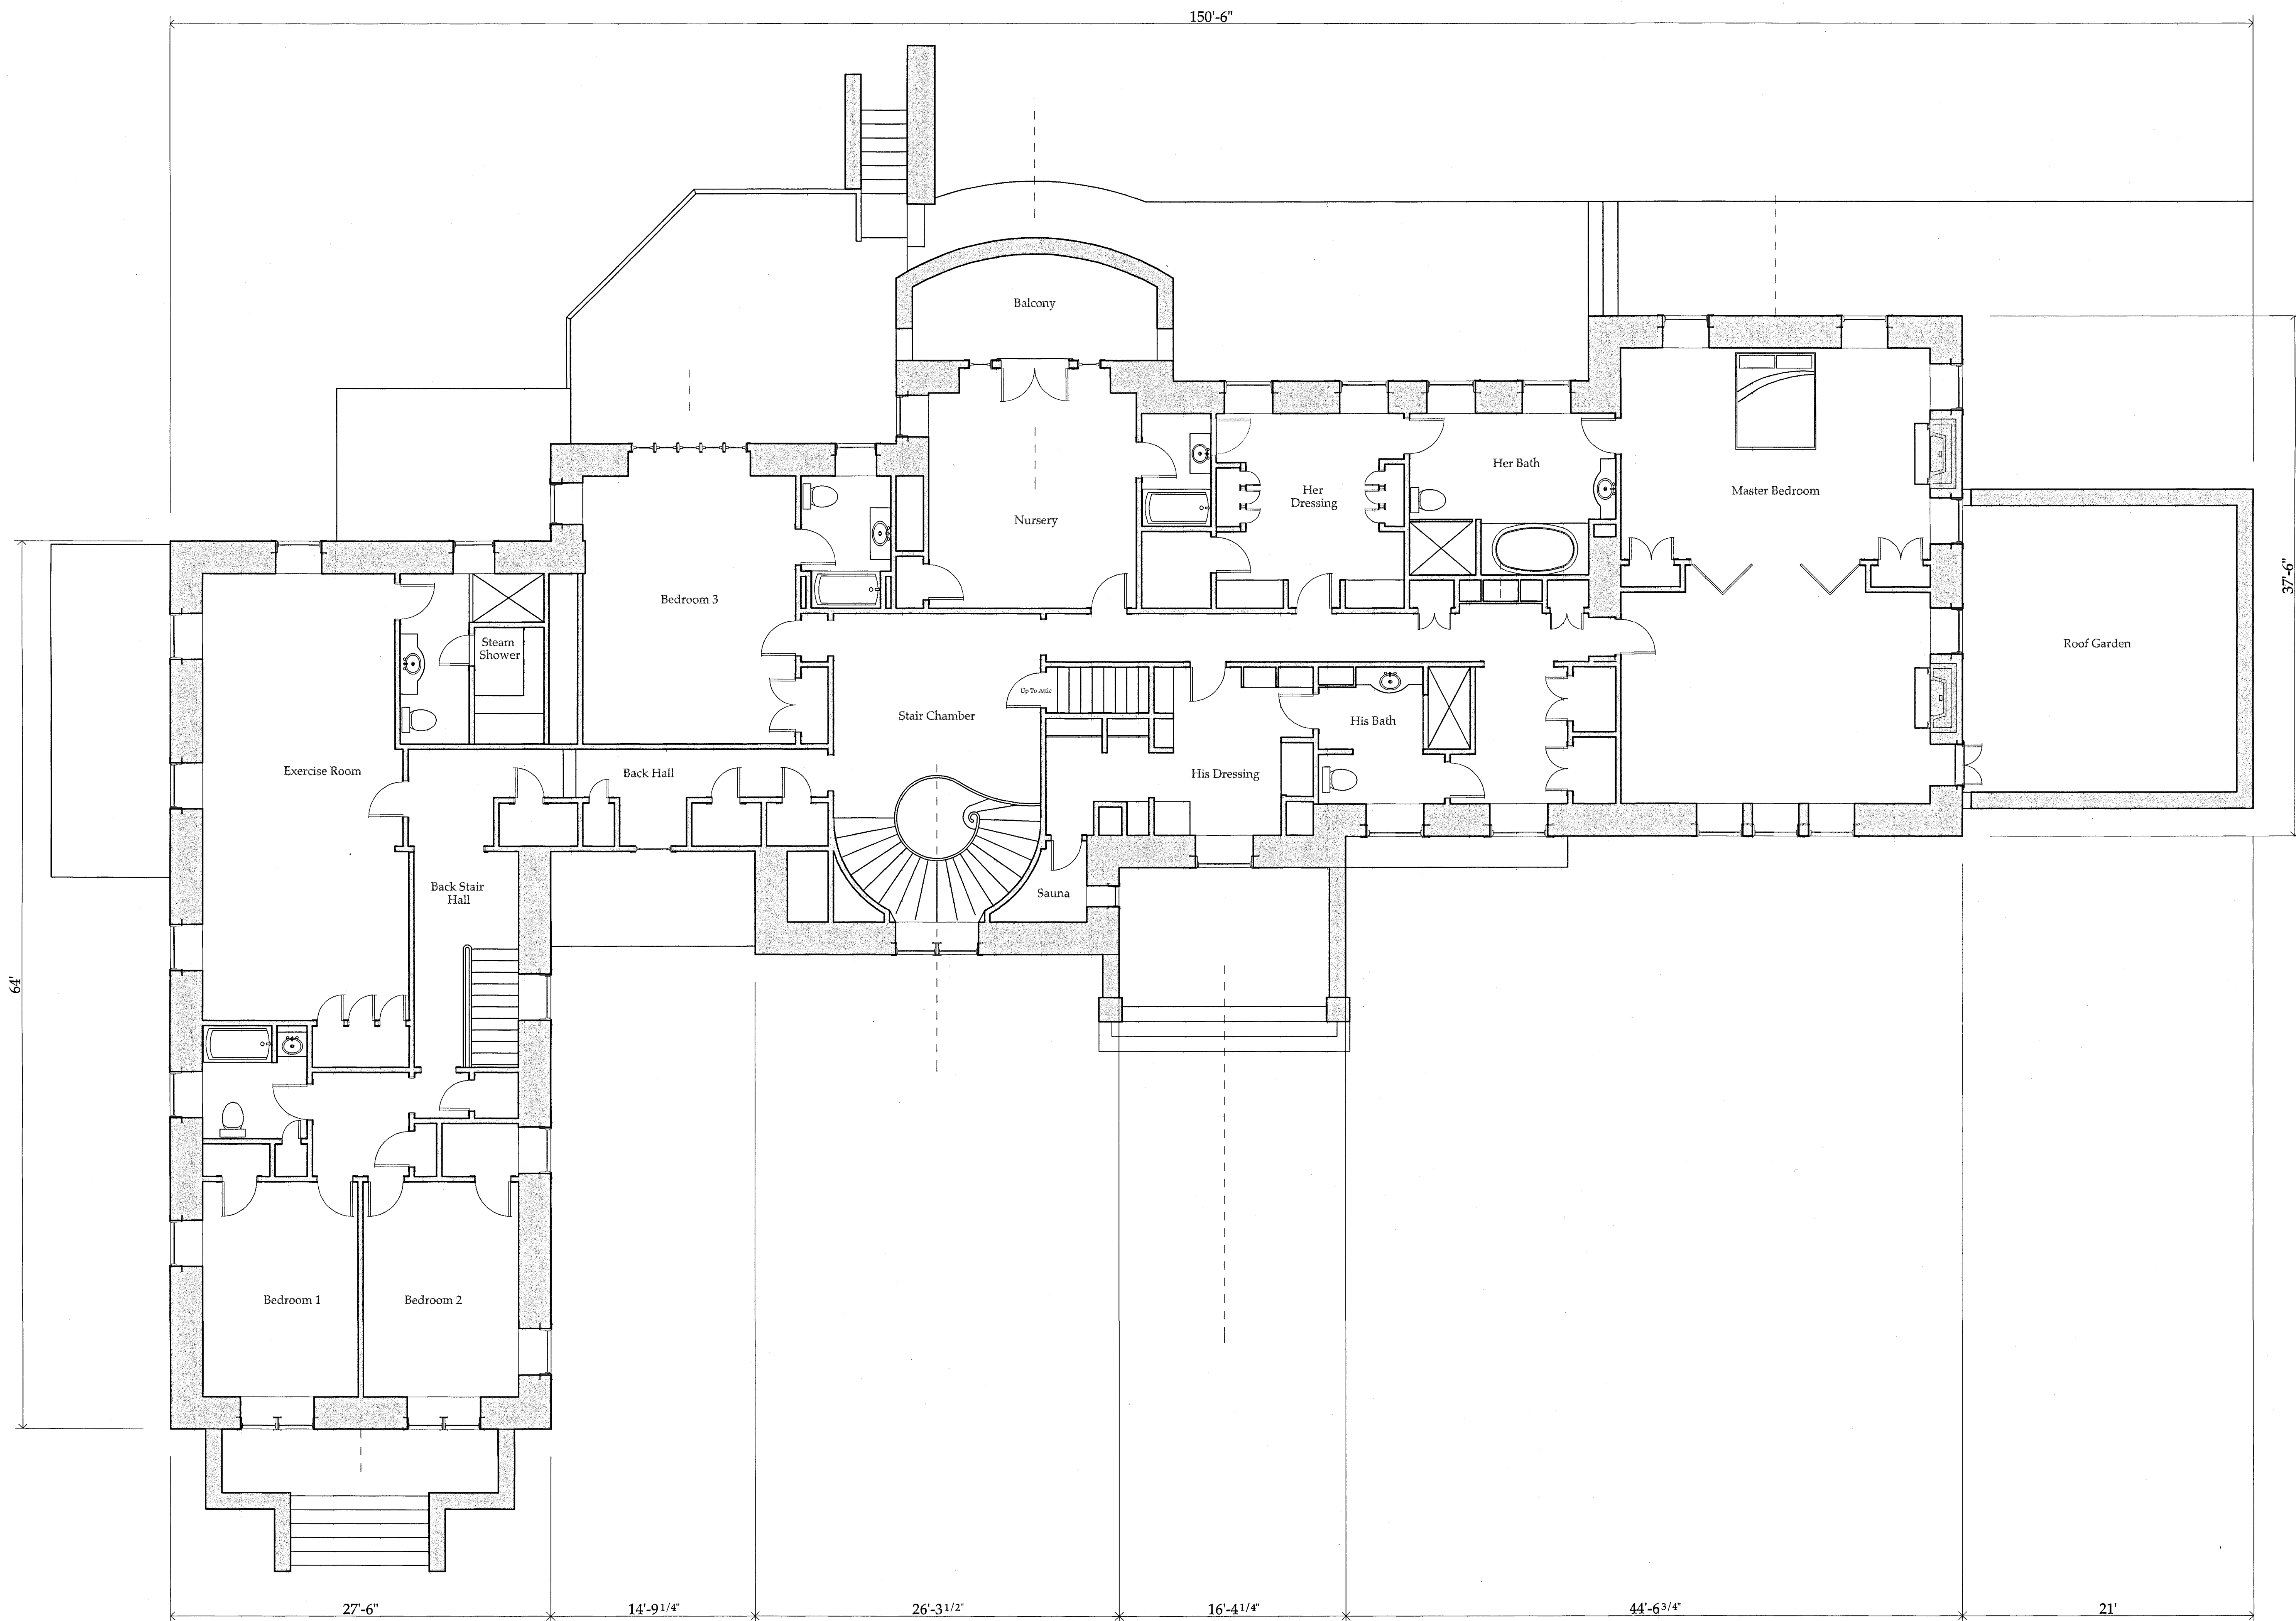 150'-6"
Balcony
Her Bath
Her
Dressing
Master Bedroom
Nursery
37'-6"
Bedroom 3
Steam
Shower
Roof Garden
Up To Attic
Stair Chamber
His Bath
Exercise Room
Back Hall
His Dressing
Back Stair
Hall
Sauna
64'
Bedroom 1
Bedroom 2
27'-6"
14'-9 1/4"
26'-3 1/2"
16'-4 1/4"
44'-6 3/4"
21'